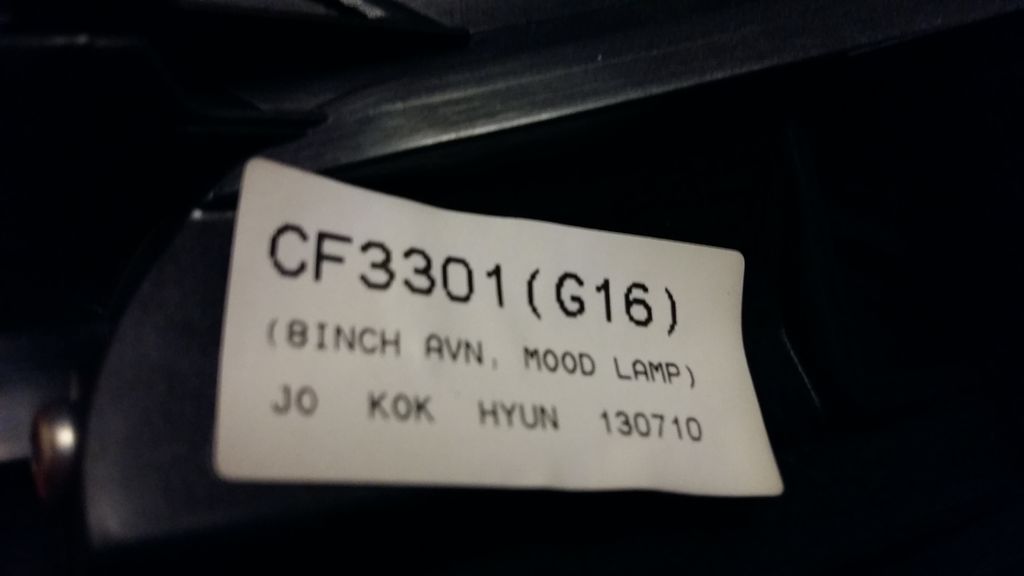 CF3301(G16)
(8INCH AVN, MOOD LAMP)
JO KOK HYUN 130710